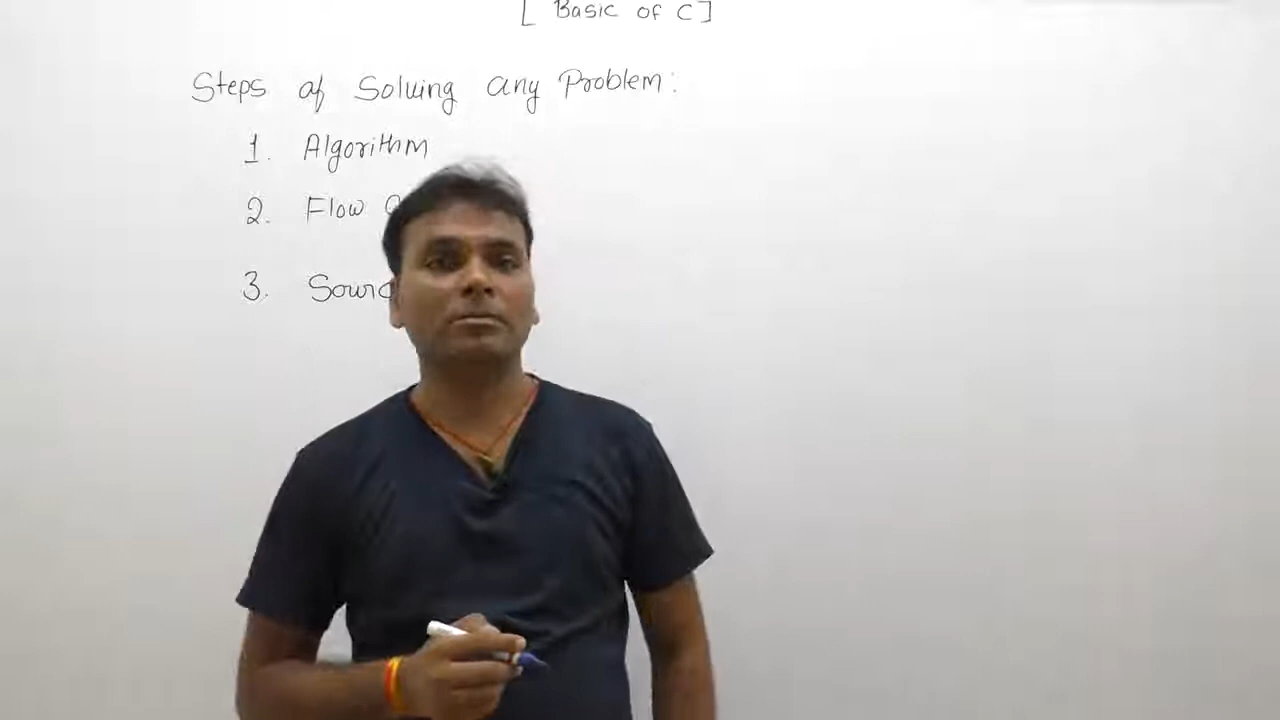 [ Basic of C ]
Steps of Solving any Problem:
1. Algorithm
2. Flow
3.